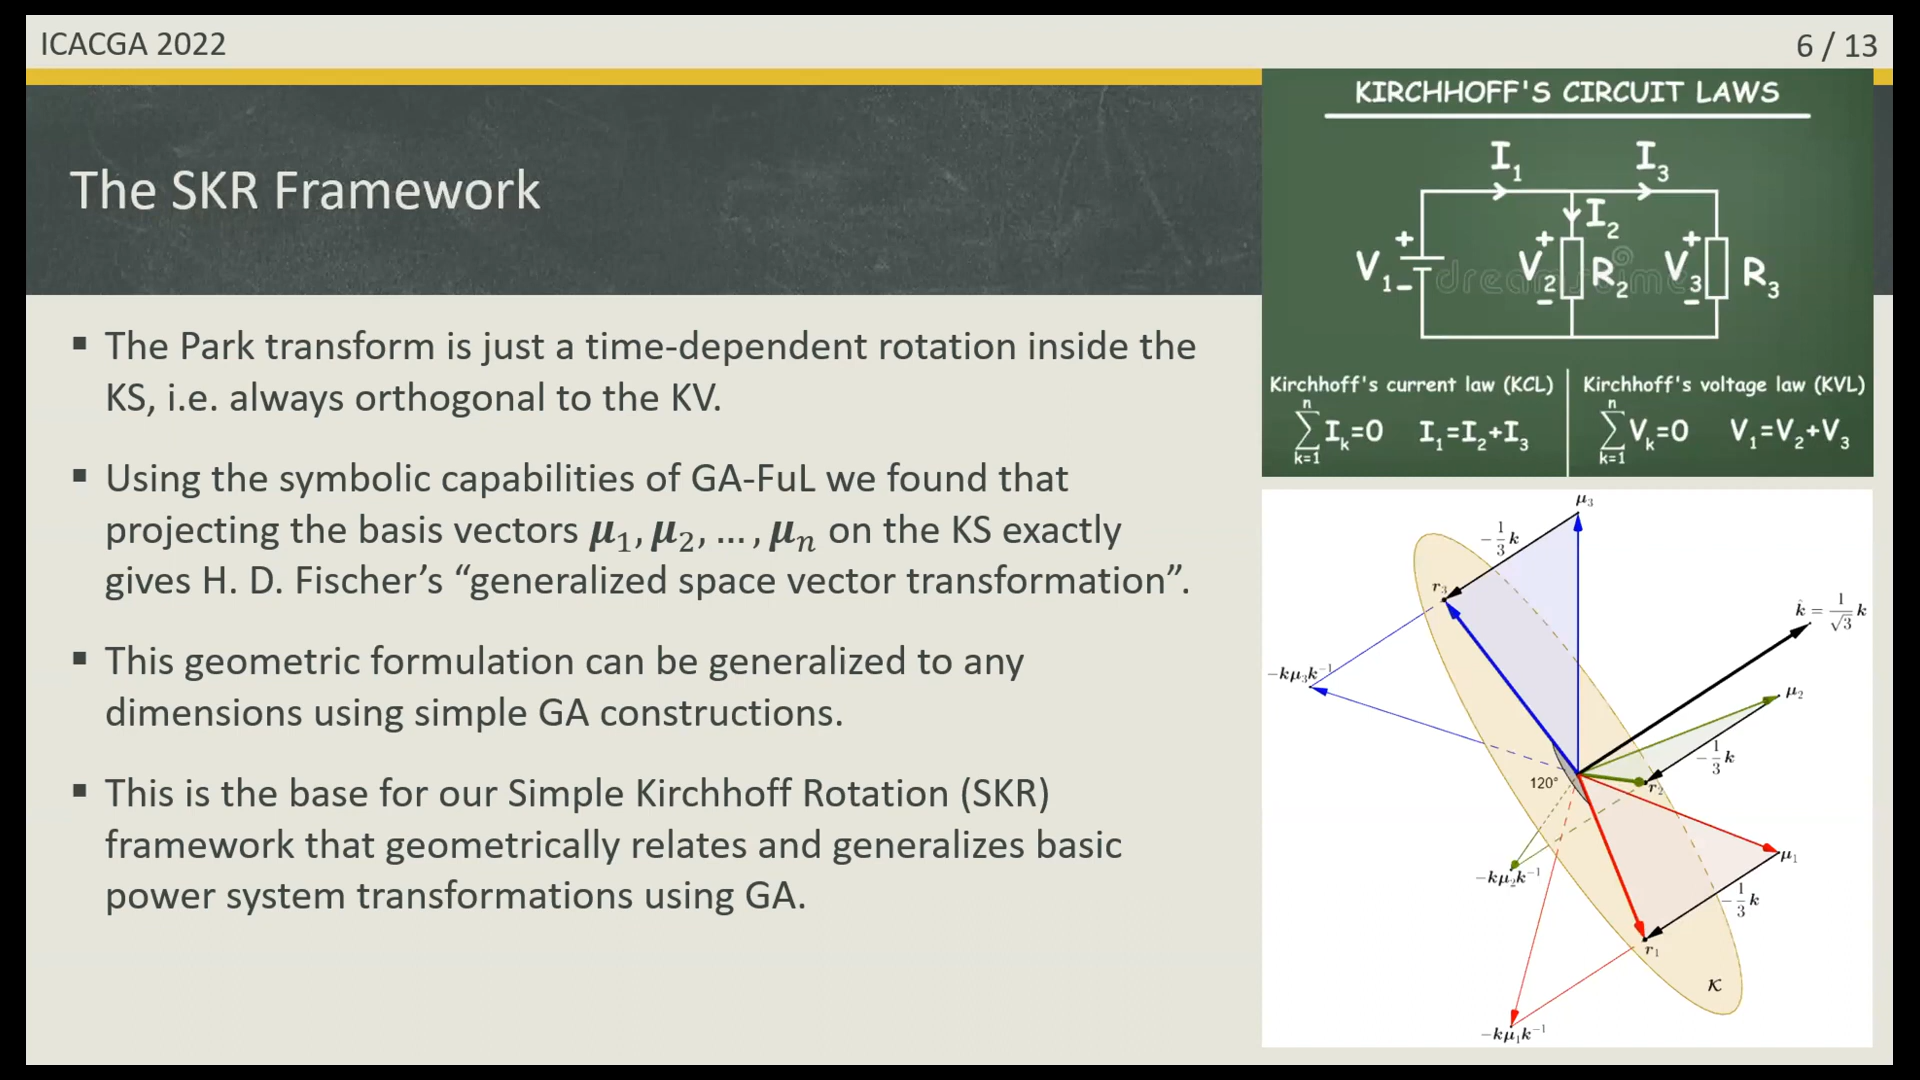 ICACGA 2022
6 / 13
The SKR Framework
▪ The Park transform is just a time-dependent rotation inside the
KS, i.e. always orthogonal to the KV.
▪ Using the symbolic capabilities of GA-FuL we found that
projecting the basis vectors 𝝁₁, 𝝁₂, … , 𝝁ₙ on the KS exactly
gives H. D. Fischer’s “generalized space vector transformation”.
▪ This geometric formulation can be generalized to any
dimensions using simple GA constructions.
▪ This is the base for our Simple Kirchhoff Rotation (SKR)
framework that geometrically relates and generalizes basic
power system transformations using GA.
KIRCHHOFF'S CIRCUIT LAWS
I₁ I₃
I₂
+ + +
V₁ V₂ R₂ V₃ R₃
- - -
dreamstime
Kirchhoff's current law (KCL)
n
∑ Iₖ=0 I₁=I₂+I₃
k=1
Kirchhoff's voltage law (KVL)
n
∑ Vₖ=0 V₁=V₂+V₃
k=1
μ₃
-1/3 k
r₃
k̂ = 1/√3 k
-kμ₃k⁻¹
μ₂
-1/3 k
120°
r₂
μ₁
-kμ₂k⁻¹
-1/3 k
r₁
𝒦
-kμ₁k⁻¹